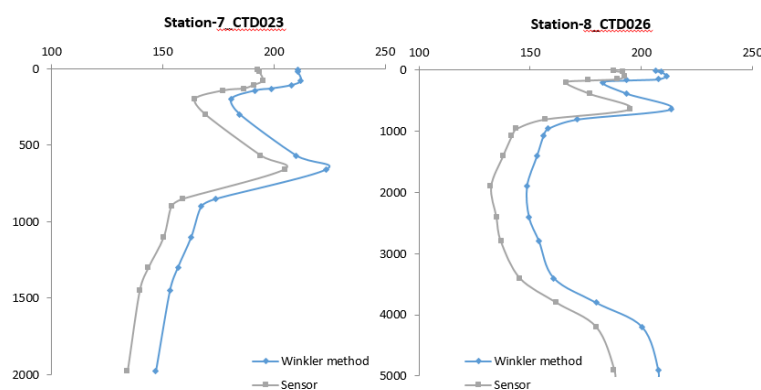 Station-7_CTD023
100 150 200 250
0
500
1000
1500
2000
Winkler method
Sensor
Station-8_CTD026
100 150 200 250
0
1000
2000
3000
4000
5000
Winkler method
Sensor